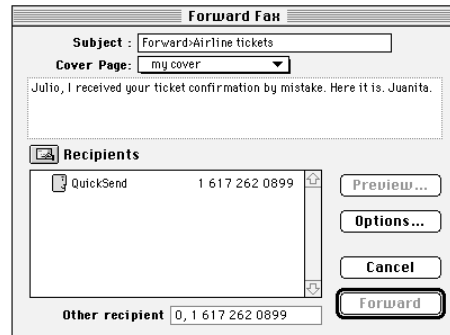 Forward Fax
Subject : Forward>Airline tickets
Cover Page: my cover
Julio, I received your ticket confirmation by mistake. Here it is. Juanita.
Recipients
QuickSend 1 617 262 0899
Preview...
Options...
Cancel
Forward
Other recipient 0, 1 617 262 0899